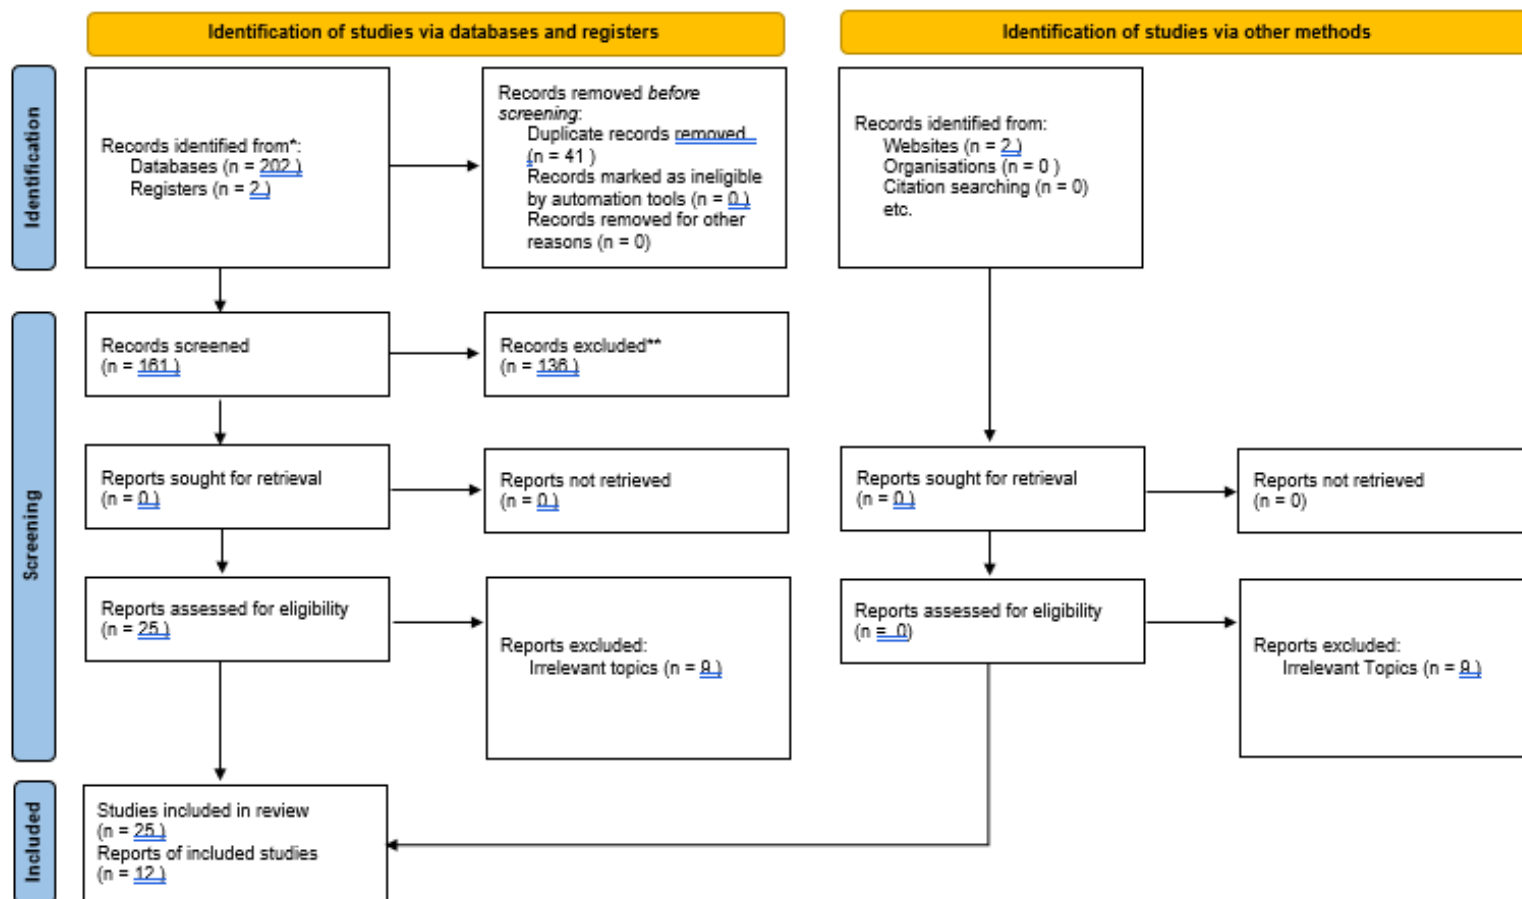 Identification of studies via databases and registers
Identification of studies via other methods
Identification
Records identified from*:
Databases (n = 202 )
Registers (n = 2 )
Records removed before
screening:
Duplicate records removed
(n = 41 )
Records marked as ineligible
by automation tools (n = 0 )
Records removed for other
reasons (n = 0)
Records identified from:
Websites (n = 2 )
Organisations (n = 0 )
Citation searching (n = 0)
etc.
Screening
Records screened
(n = 161 )
Records excluded**
(n = 136 )
Reports sought for retrieval
(n = 0 )
Reports not retrieved
(n = 0 )
Reports sought for retrieval
(n = 0 )
Reports not retrieved
(n = 0)
Reports assessed for eligibility
(n = 25 )
Reports excluded:
Irrelevant topics (n = 9 )
Reports assessed for eligibility
(n = 0)
Reports excluded:
Irrelevant Topics (n = 9 )
Included
Studies included in review
(n = 25 )
Reports of included studies
(n = 12 )